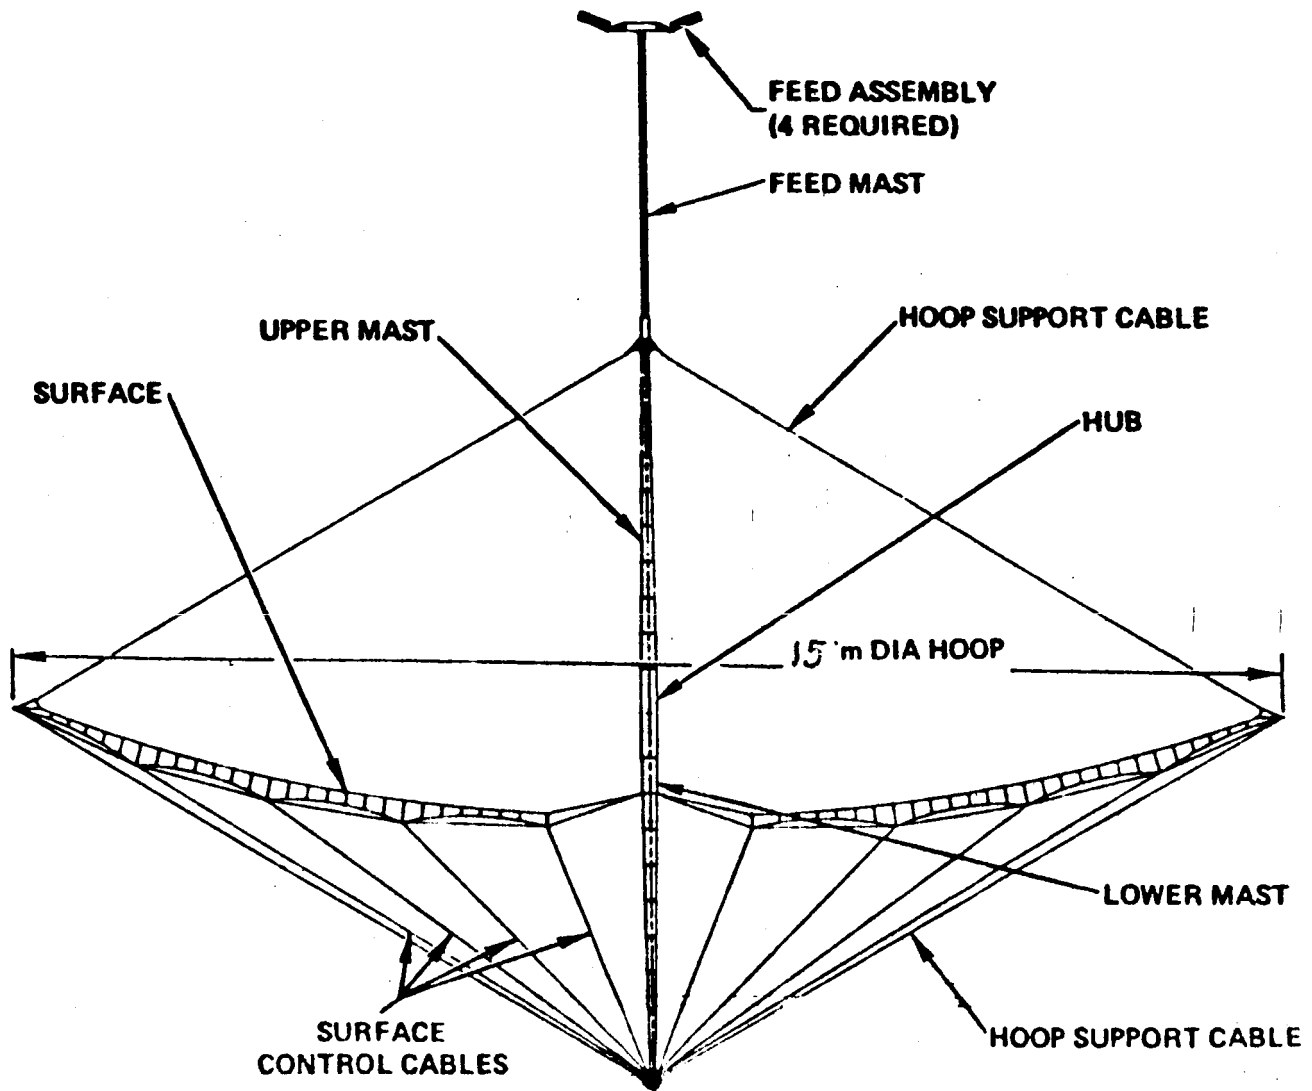 FEED ASSEMBLY
(4 REQUIRED)
FEED MAST
UPPER MAST
HOOP SUPPORT CABLE
SURFACE
HUB
15 m DIA HOOP
LOWER MAST
SURFACE
CONTROL CABLES
HOOP SUPPORT CABLE